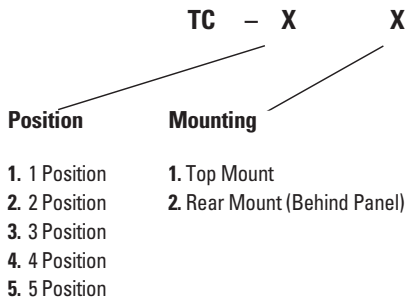 TC – X X
Position Mounting
1. 1 Position 1. Top Mount
2. 2 Position 2. Rear Mount (Behind Panel)
3. 3 Position
4. 4 Position
5. 5 Position